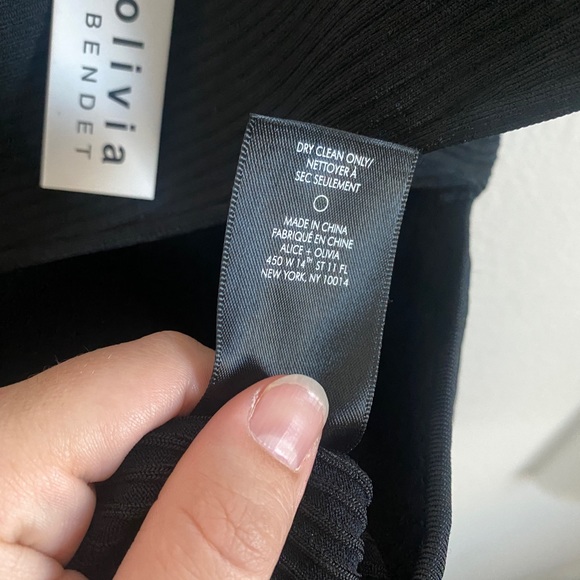 olivia
BENDET
DRY CLEAN ONLY/
NETTOYER À
SEC SEULEMENT
MADE IN CHINA
FABRIQUÉ EN CHINE
ALICE + OLIVIA
450 W 14TH ST 11 FL
NEW YORK, NY 10014